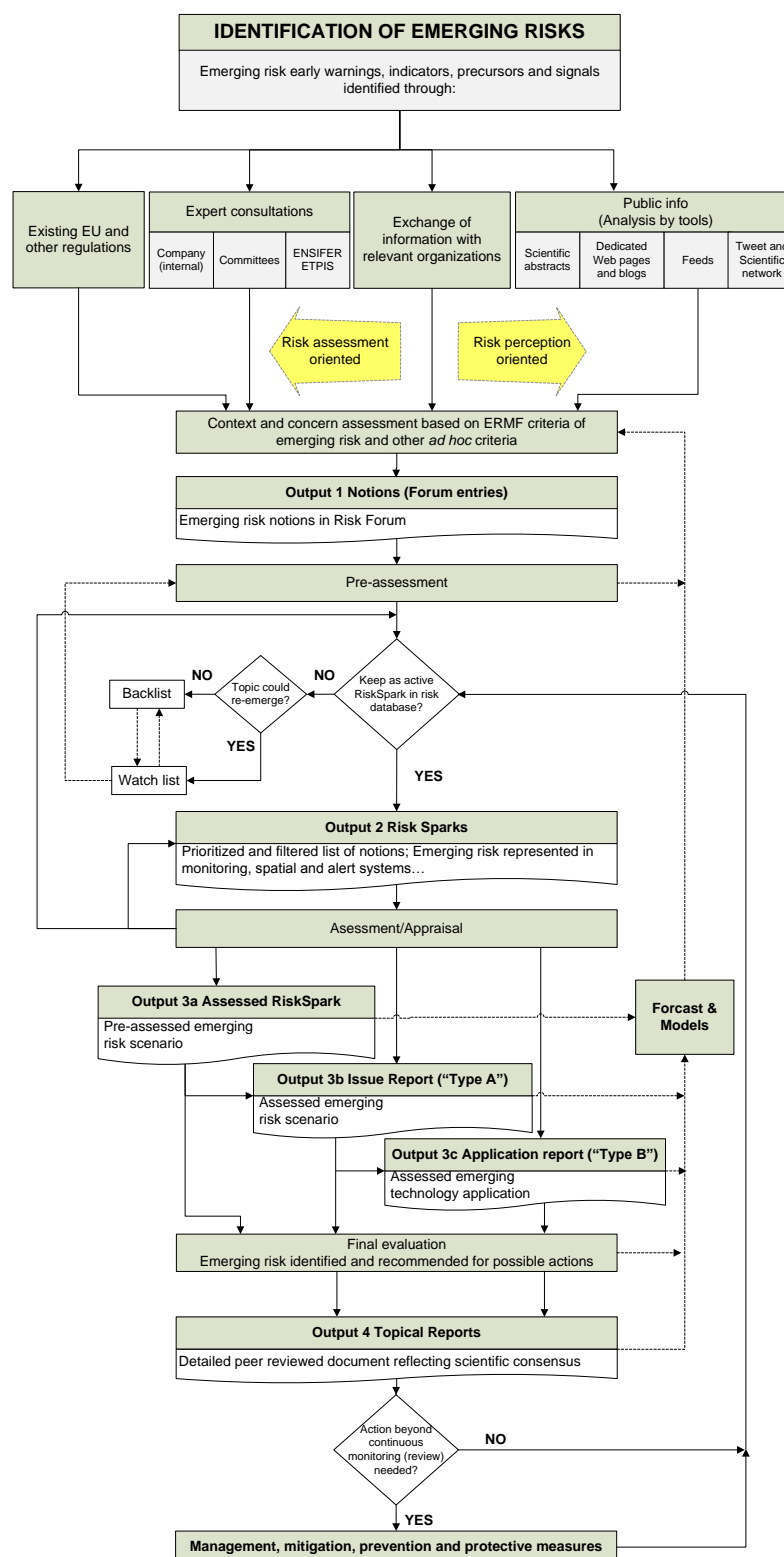 IDENTIFICATION OF EMERGING RISKS
Emerging risk early warnings, indicators, precursors and signals
identified through:
Existing EU and
other regulations
Expert consultations
Company
(internal)
Committees
ENSIFER
ETPIS
Exchange of
information with
relevant organizations
Public info
(Analysis by tools)
Scientific
abstracts
Dedicated
Web pages
and blogs
Feeds
Tweet and
Scientific
network
Risk assessment
oriented
Risk perception
oriented
Context and concern assessment based on ERMF criteria of
emerging risk and other ad hoc criteria
Output 1 Notions (Forum entries)
Emerging risk notions in Risk Forum
Pre-assessment
Keep as active
RiskSpark in risk
database?
NO
Topic could
re-emerge?
NO
Backlist
YES
Watch list
YES
Output 2 Risk Sparks
Prioritized and filtered list of notions; Emerging risk represented in
monitoring, spatial and alert systems…
Asessment/Appraisal
Output 3a Assessed RiskSpark
Pre-assessed emerging
risk scenario
Forcast &
Models
Output 3b Issue Report (“Type A”)
Assessed emerging
risk scenario
Output 3c Application report (“Type B”)
Assessed emerging
technology application
Final evaluation
Emerging risk identified and recommended for possible actions
Output 4 Topical Reports
Detailed peer reviewed document reflecting scientific consensus
Action beyond
continuous
monitoring (review)
needed?
NO
YES
Management, mitigation, prevention and protective measures